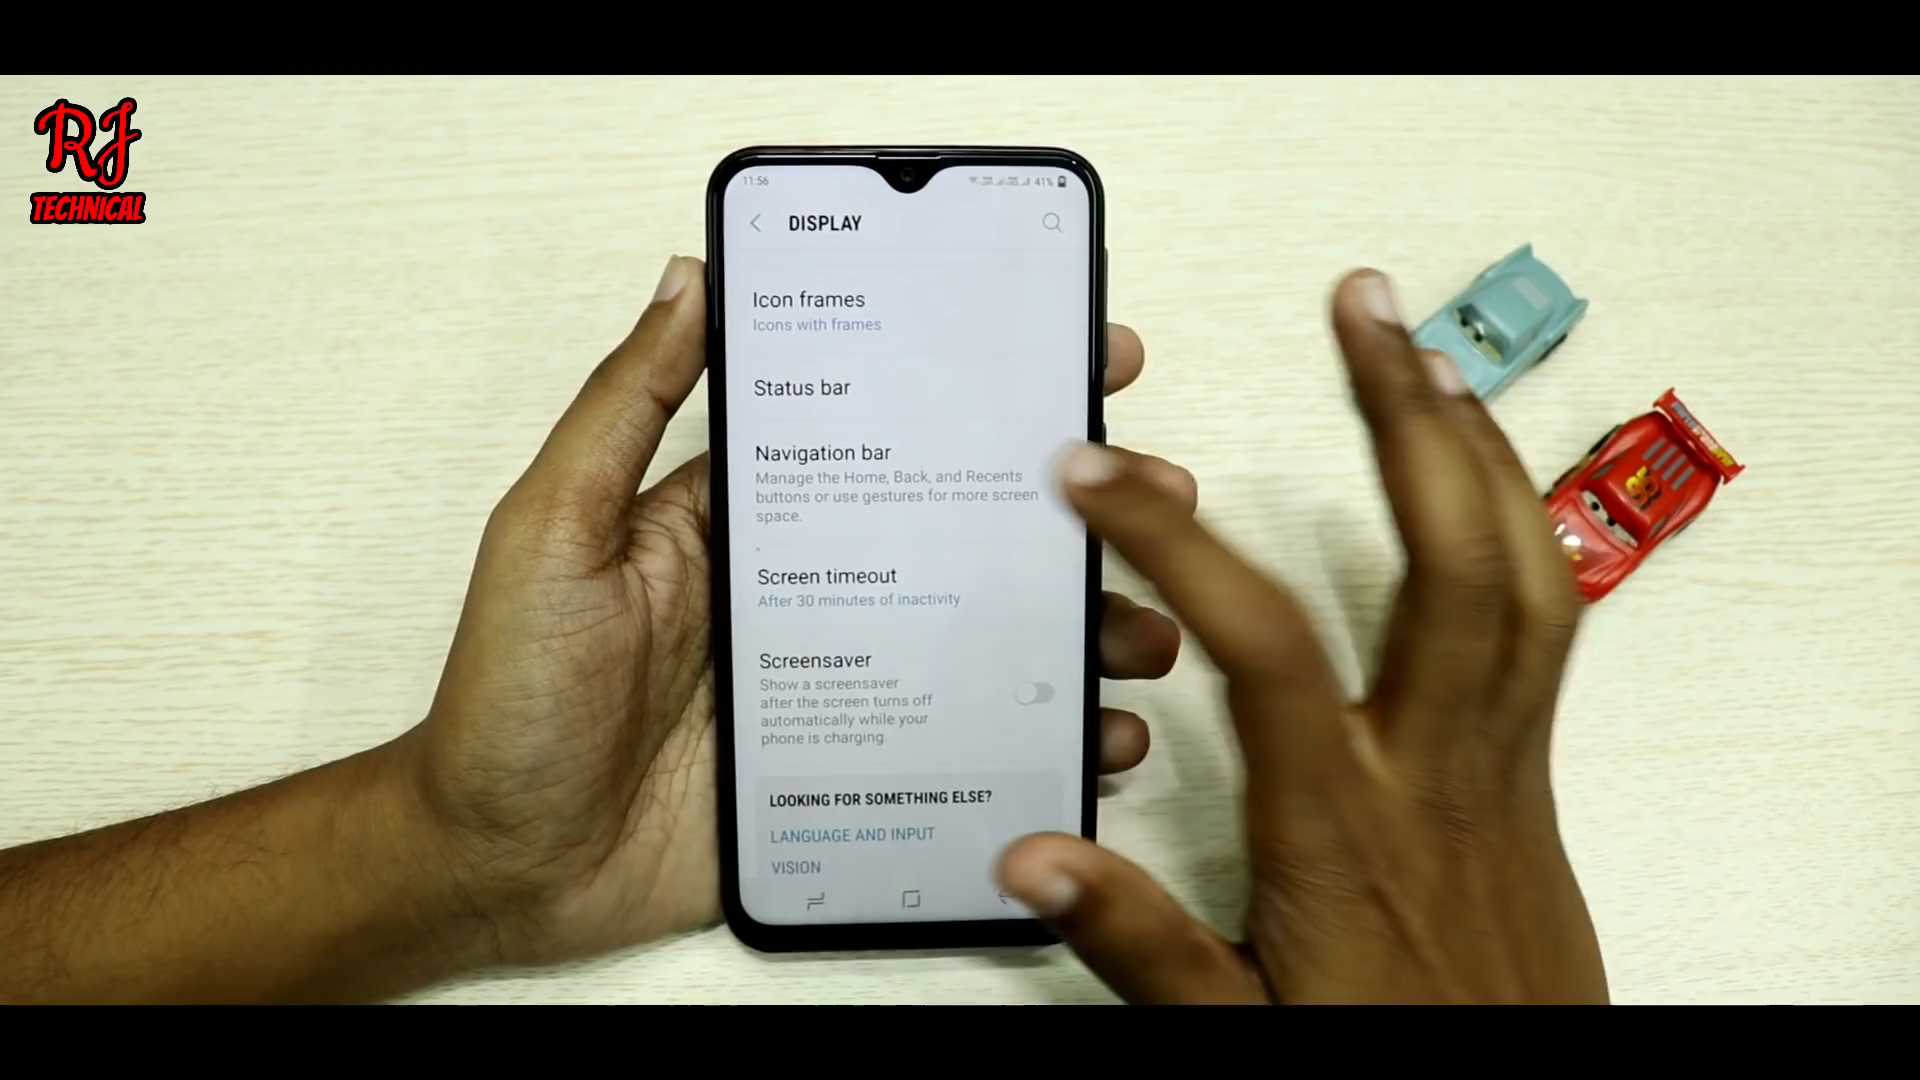 RJ
TECHNICAL
11:56
41%
DISPLAY
Icon frames
Icons with frames
Status bar
Navigation bar
Manage the Home, Back, and Recents
buttons or use gestures for more screen
space.
Screen timeout
After 30 minutes of inactivity
Screensaver
Show a screensaver
after the screen turns off
automatically while your
phone is charging.
LOOKING FOR SOMETHING ELSE?
LANGUAGE AND INPUT
VISION
95